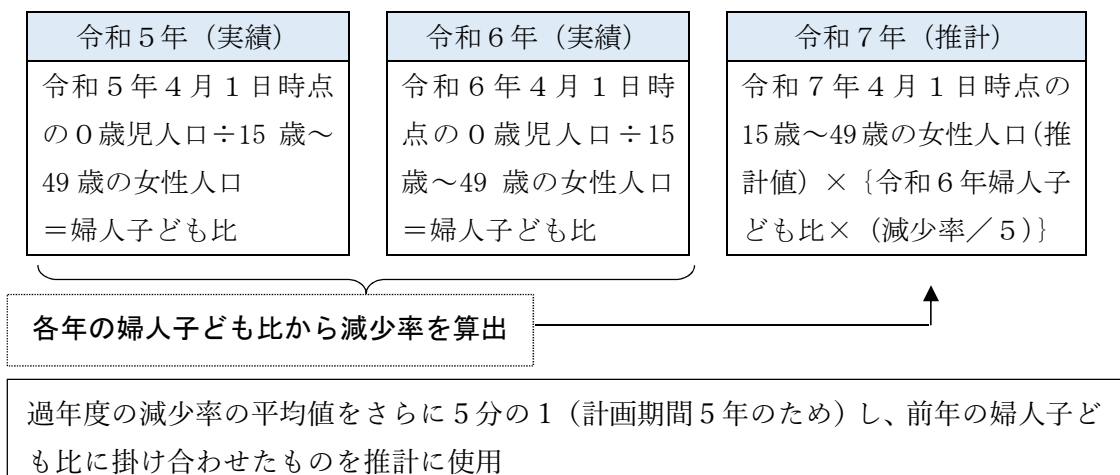 令和５年（実績）
令和５年４月１日時点
の０歳児人口÷15 歳～
49 歳の女性人口
＝婦人子ども比
令和６年（実績）
令和６年４月１日時
点の０歳児人口÷15
歳～49 歳の女性人口
＝婦人子ども比
令和７年（推計）
令和７年４月１日時点の
15歳～49歳の女性人口(推
計値）×｛令和６年婦人子
ども比×（減少率／５）｝
各年の婦人子ども比から減少率を算出
過年度の減少率の平均値をさらに５分の１（計画期間５年のため）し、前年の婦人子ど
も比に掛け合わせたものを推計に使用